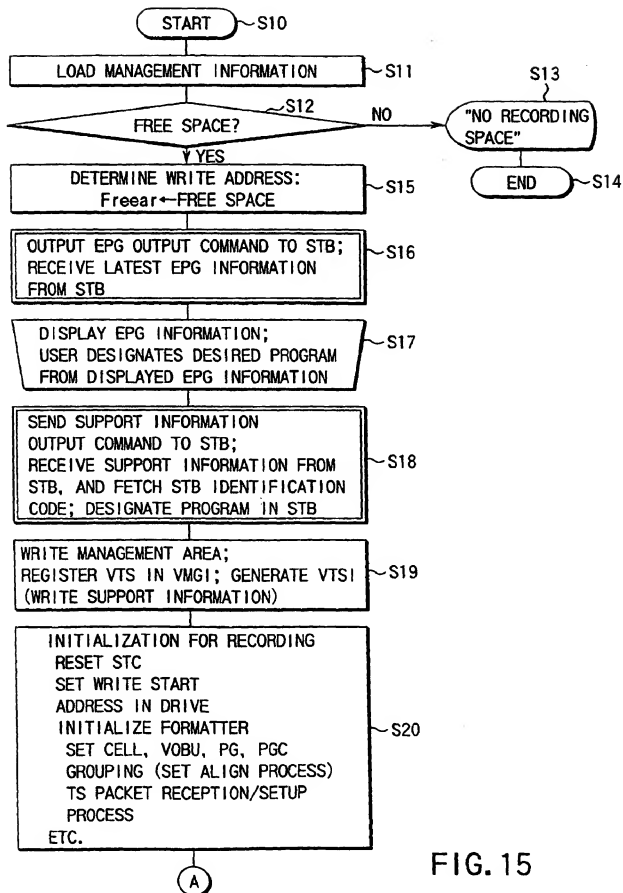 START
S10
LOAD MANAGEMENT INFORMATION
S11
S12
FREE SPACE?
NO
S13
"NO RECORDING
SPACE"
YES
END
S14
DETERMINE WRITE ADDRESS:
Freear←FREE SPACE
S15
OUTPUT EPG OUTPUT COMMAND TO STB;
RECEIVE LATEST EPG INFORMATION
FROM STB
S16
DISPLAY EPG INFORMATION;
USER DESIGNATES DESIRED PROGRAM
FROM DISPLAYED EPG INFORMATION
S17
SEND SUPPORT INFORMATION
OUTPUT COMMAND TO STB;
RECEIVE SUPPORT INFORMATION FROM
STB, AND FETCH STB IDENTIFICATION
CODE; DESIGNATE PROGRAM IN STB
S18
WRITE MANAGEMENT AREA;
REGISTER VTS IN VMGI; GENERATE VTSI
(WRITE SUPPORT INFORMATION)
S19
INITIALIZATION FOR RECORDING
RESET STC
SET WRITE START
ADDRESS IN DRIVE
INITIALIZE FORMATTER
SET CELL, VOBU, PG, PGC
GROUPING (SET ALIGN PROCESS)
TS PACKET RECEPTION/SETUP
PROCESS
ETC.
S20
A
FIG. 15